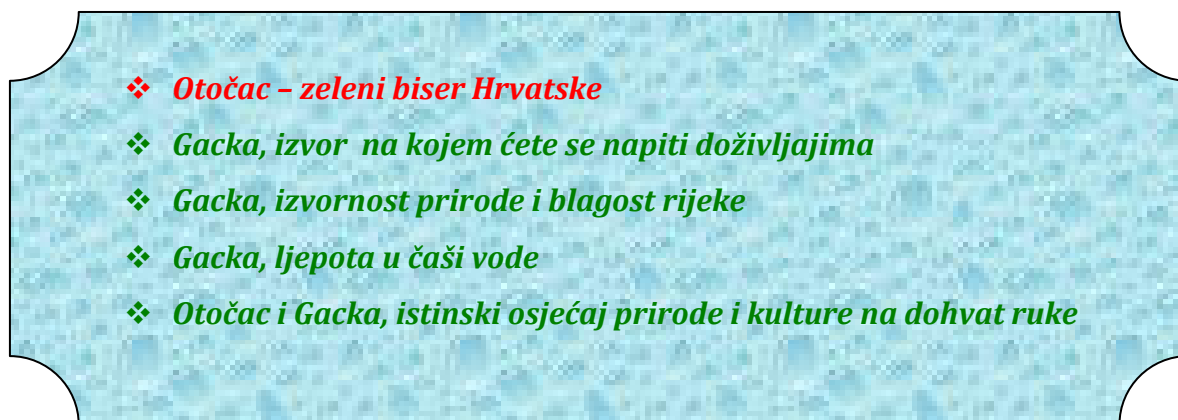 ❖ Otočac – zeleni biser Hrvatske
❖ Gacka, izvor  na kojem ćete se napiti doživljajima
❖ Gacka, izvornost prirode i blagost rijeke
❖ Gacka, ljepota u čaši vode
❖ Otočac i Gacka, istinski osjećaj prirode i kulture na dohvat ruke